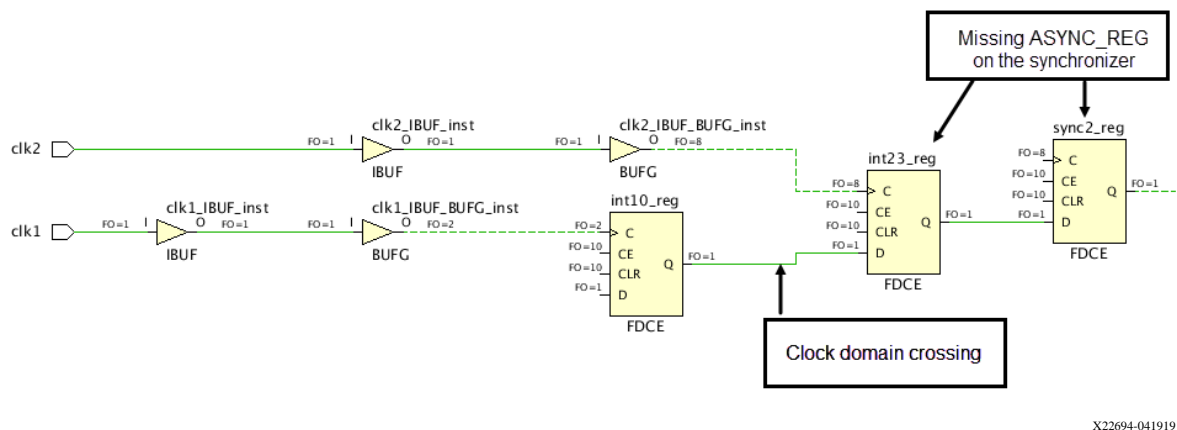 Missing ASYNC_REG
on the synchronizer
clk2_IBUF_inst
clk2_IBUF_BUFG_inst
sync2_reg
clk2
FO=1
I
O
FO=1
FO=1
I
O
FO=8
IBUF
BUFG
int23_reg
FO=8
C
FO=10
CE
FO=10
CLR
FO=1
D
Q
FO=1
FDCE
clk1_IBUF_inst
clk1_IBUF_BUFG_inst
int10_reg
clk1
FO=1
I
O
FO=1
FO=1
I
O
FO=2
IBUF
BUFG
FO=2
C
FO=10
CE
FO=10
CLR
FO=1
D
Q
FO=1
FDCE
FO=8
C
FO=10
CE
FO=10
CLR
FO=1
D
Q
FO=1
FDCE
Clock domain crossing
X22694-041919